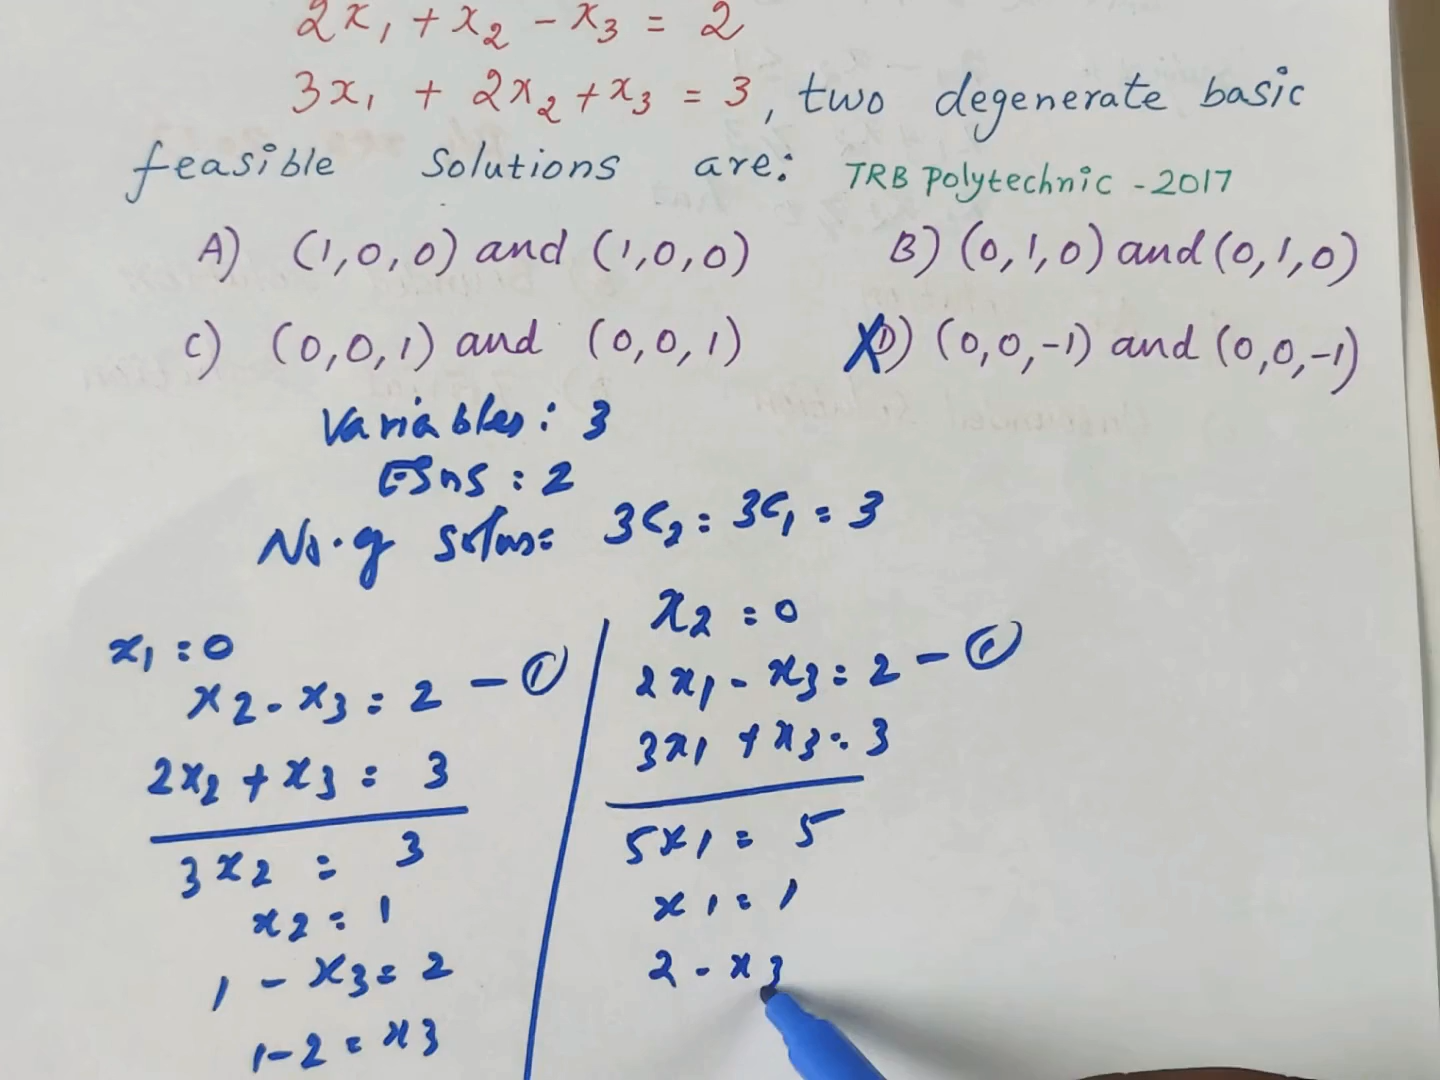 2x₁ + x₂ - x₃ = 2
3x₁ + 2x₂ + x₃ = 3, two degenerate basic
feasible solutions are: TRB Polytechnic - 2017
A) (1,0,0) and (1,0,0) B) (0,1,0) and (0,1,0)
C) (0,0,1) and (0,0,1) D) (0,0,-1) and (0,0,-1)
Variables: 3
Eqns: 2
No. of solns= 3C₂ = 3C₁ = 3
x₁ = 0
x₂ - x₃ = 2 - ①
2x₂ + x₃ = 3
3x₂ = 3
x₂ = 1
1 - x₃ = 2
1-2 = x₃
x₂ = 0
2x₁ - x₃ = 2 - ①
3x₁ + x₃ = 3
5x₁ = 5
x₁ = 1
2 - x₃